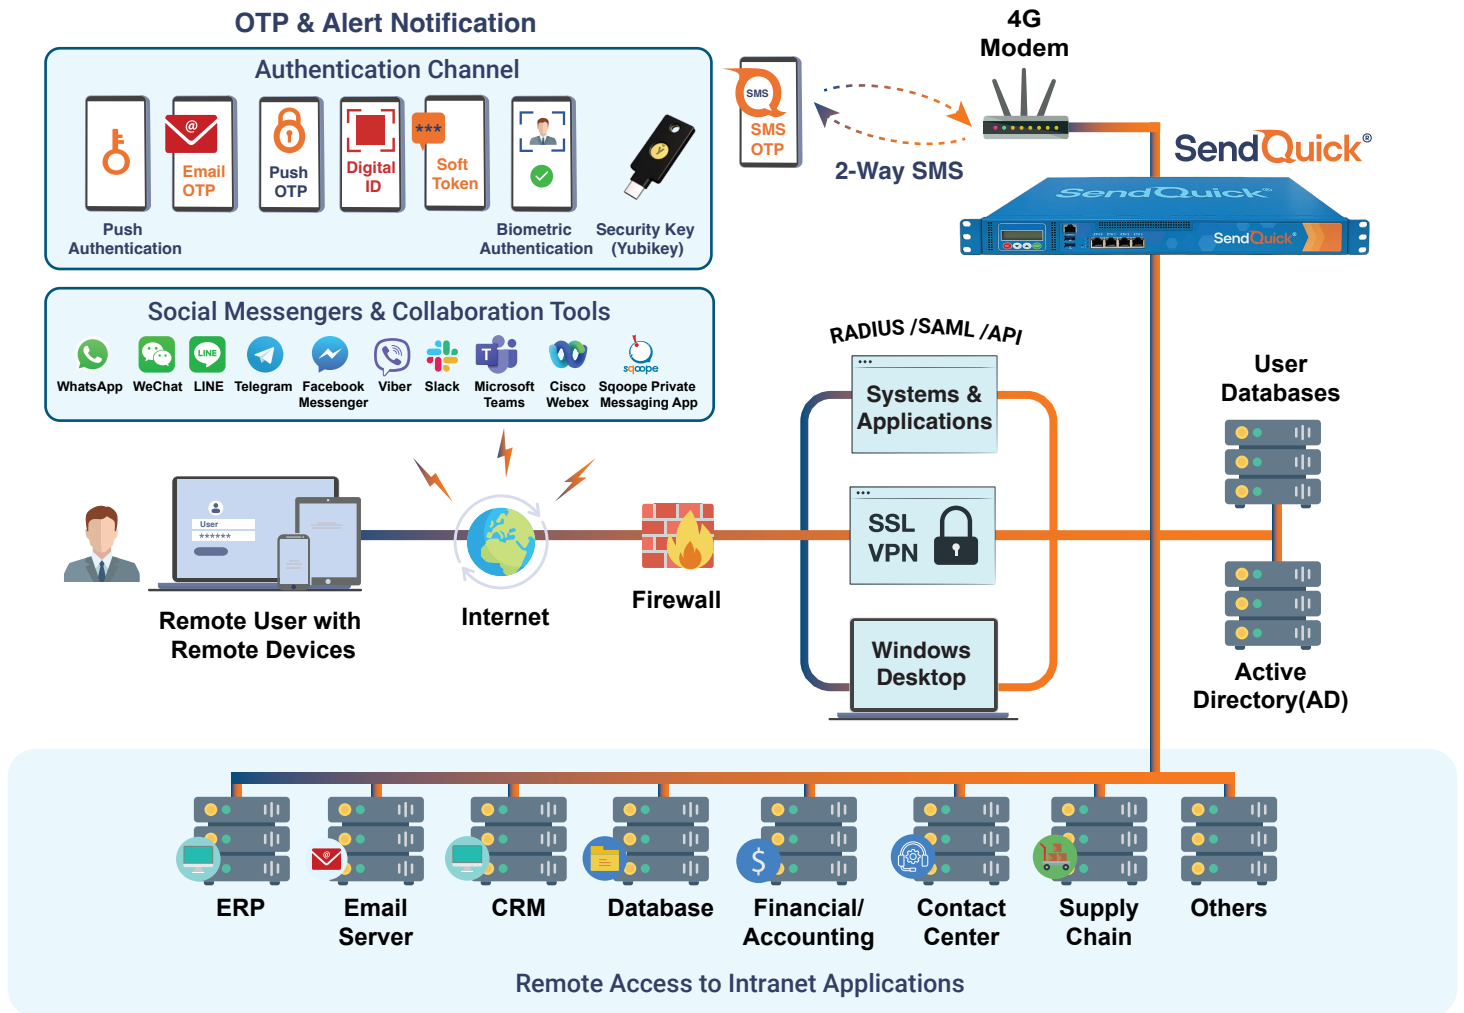 OTP & Alert Notification
Authentication Channel
Push
Authentication
@
Email
OTP
Push
OTP
Digital
ID
***
Soft
Token
Biometric
Authentication
y
Security Key
(Yubikey)
SMS
SMS
OTP
2-Way SMS
4G
Modem
SendQuick®
SendQuick®
SendQuick®
Social Messengers & Collaboration Tools
WhatsApp
WeChat
LINE
LINE
Telegram
Facebook
Messenger
Viber
Slack
T
Microsoft
Teams
Cisco
Webex
sqoope
Sqoope Private
Messaging App
RADIUS /SAML /API
Systems &
Applications
SSL
VPN
Windows
Desktop
User
Databases
Active
Directory(AD)
User
******
Remote User with
Remote Devices
Internet
Firewall
ERP
@
Email
Server
CRM
Database
$
Financial/
Accounting
Contact
Center
Supply
Chain
Others
Remote Access to Intranet Applications